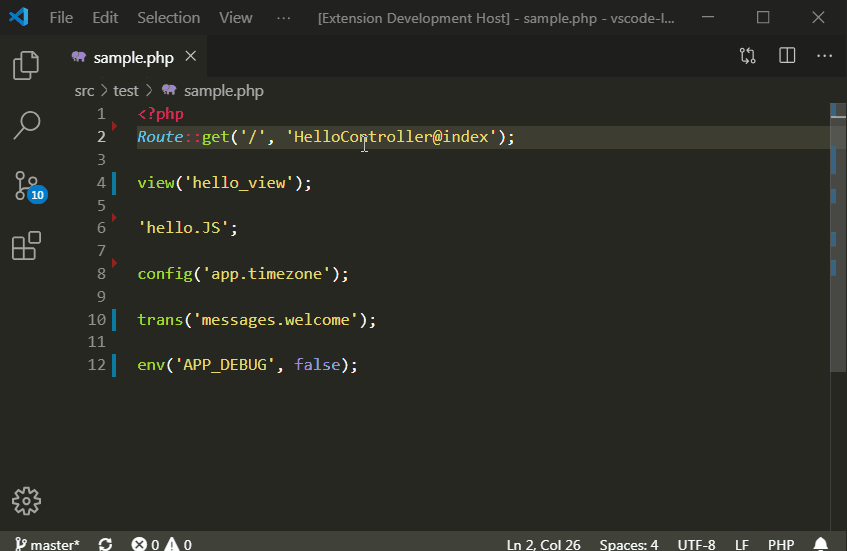 File Edit Selection View ··· [Extension Development Host] - sample.php - vscode-l...
sample.php
src > test > sample.php
1 <?php
2 Route::get('/', 'HelloController@index');
3
4 view('hello_view');
5
6 'hello.JS';
7
8 config('app.timezone');
9
10 trans('messages.welcome');
11
12 env('APP_DEBUG', false);
10
master* 0 0 Ln 2, Col 26 Spaces: 4 UTF-8 LF PHP